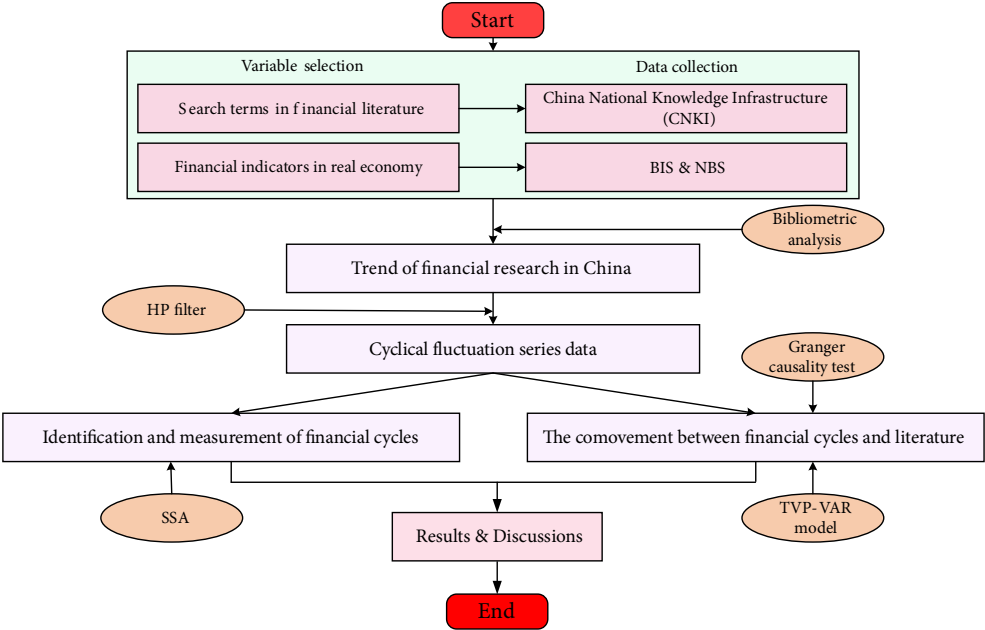 Start
Variable selection
Data collection
Search terms in financial literature
China National Knowledge Infrastructure
(CNKI)
Financial indicators in real economy
BIS & NBS
Bibliometric
analysis
Trend of financial research in China
HP filter
Cyclical fluctuation series data
Granger
causality test
Identification and measurement of financial cycles
The comovement between financial cycles and literature
SSA
TVP-VAR
model
Results & Discussions
End